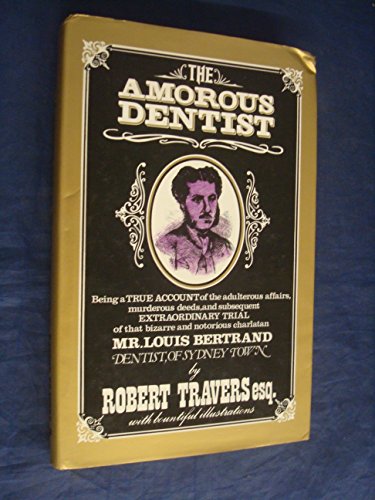 THE
AMOROUS
DENTIST
Being a TRUE ACCOUNT of the adulterous affairs,
murderous deeds, and subsequent
EXTRAORDINARY TRIAL
of that bizarre and notorious charlatan
MR. LOUIS BERTRAND
DENTIST, OF SYDNEY TOWN
by
ROBERT TRAVERS esq.
with bountiful illustrations